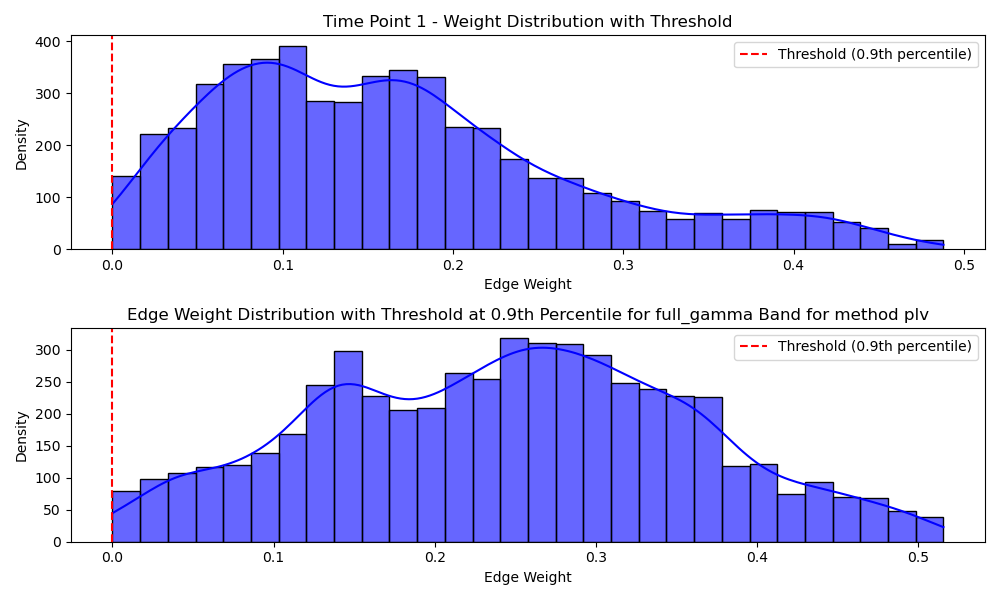 Time Point 1 - Weight Distribution with Threshold
Threshold (0.9th percentile)
Density
400
300
200
100
0
0.0 0.1 0.2 0.3 0.4 0.5
Edge Weight
Edge Weight Distribution with Threshold at 0.9th Percentile for full_gamma Band for method plv
Threshold (0.9th percentile)
Density
300
250
200
150
100
50
0
0.0 0.1 0.2 0.3 0.4 0.5
Edge Weight